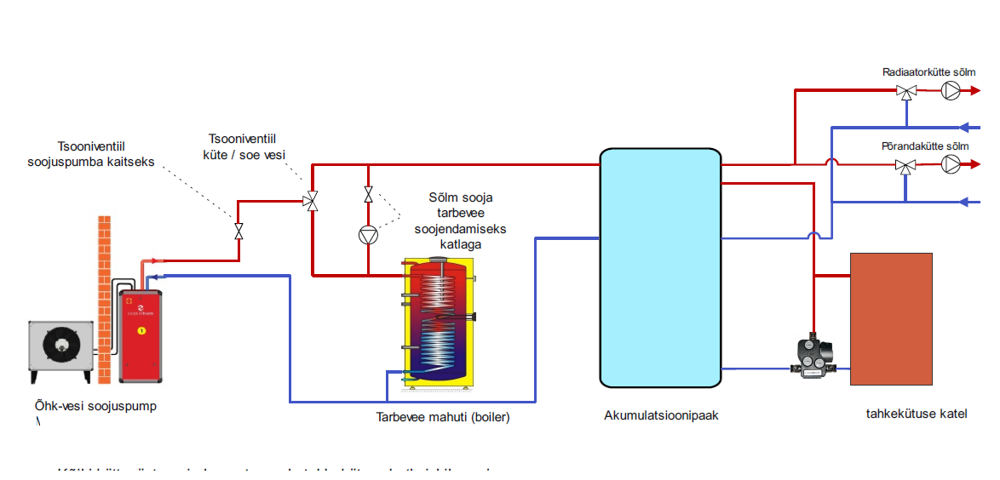 Radiaatorkütte sõlm
Tsooniventiil
küte / soe vesi
Tsooniventiil
soojuspumba kaitseks
Põrandakütte sõlm
Sõlm sooja
tarbevee
soojendamiseks
katlaga
1
Õhk-vesi soojuspump
\
Tarbevee mahuti (boiler)
Akumulatsioonipaak
tahkekütuse katel